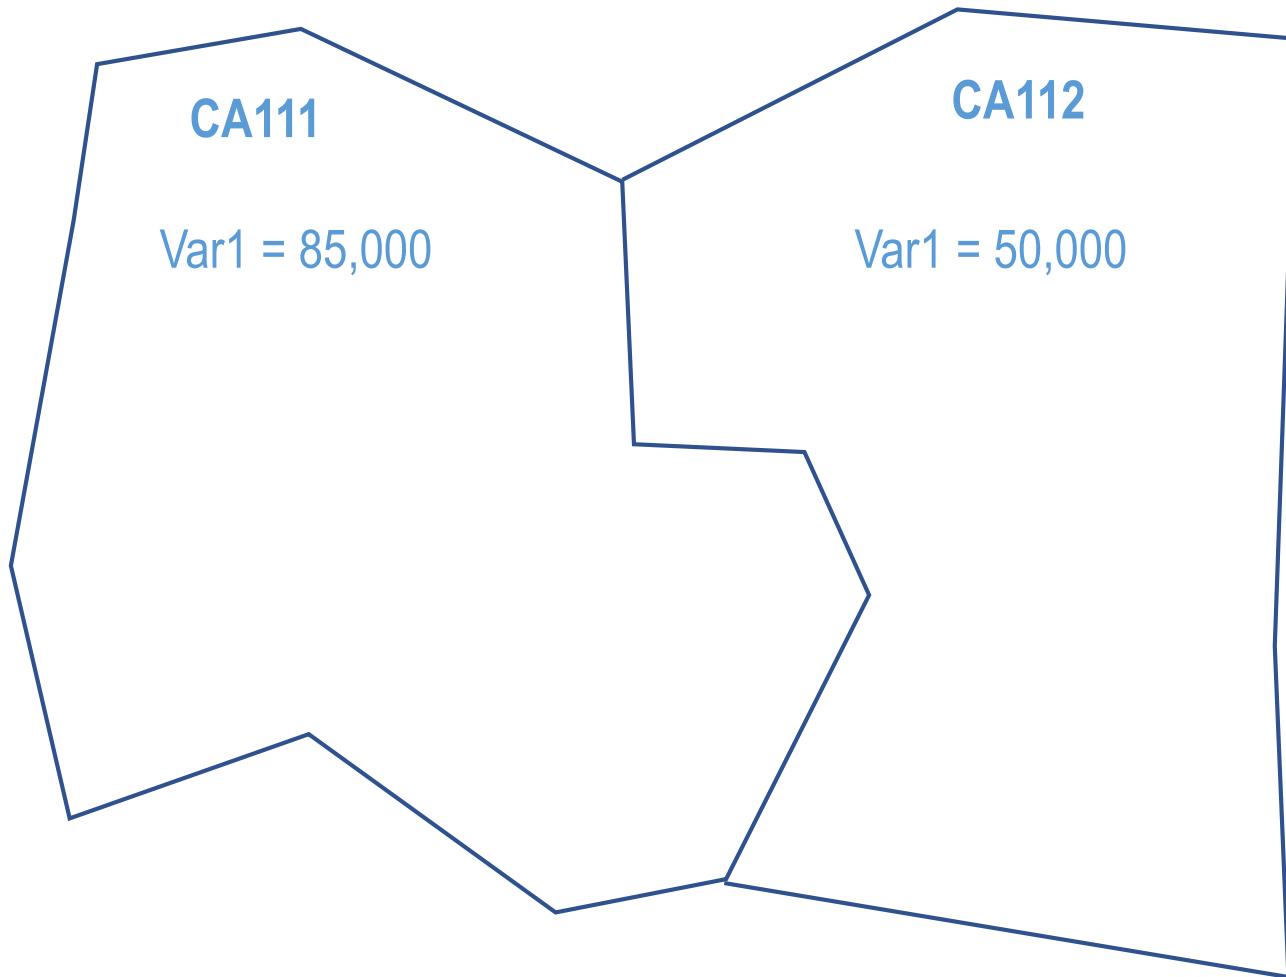 CA111
Var1 = 85,000
CA112
Var1 = 50,000